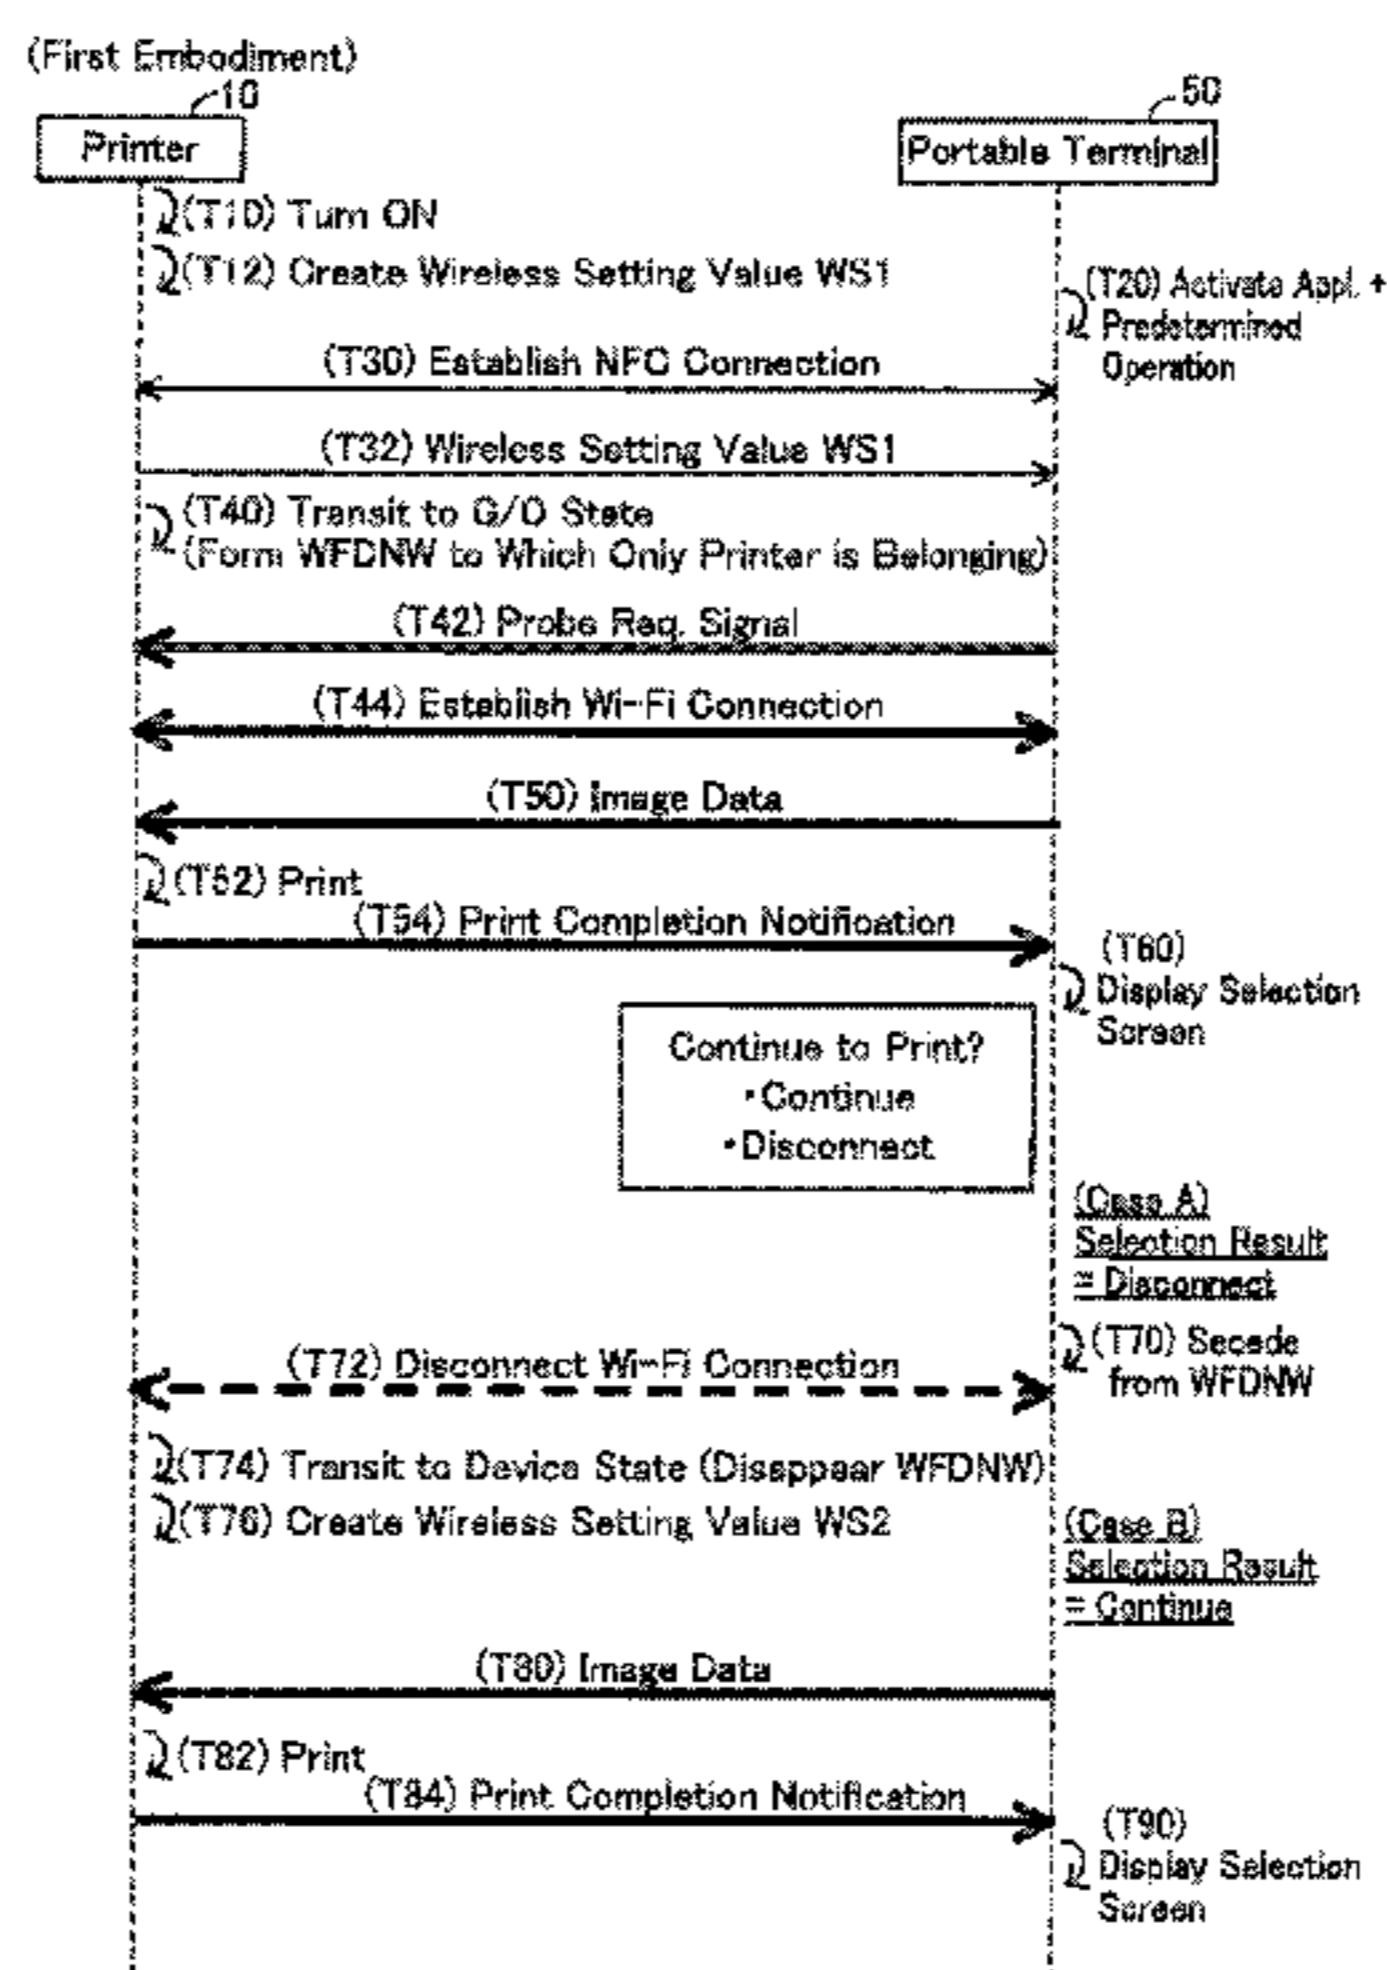 (First Embodiment)
10
50
Printer
Portable Terminal
(T10) Turn ON
(T12) Create Wireless Setting Value WS1
(T20) Activate Appl. +
Predetermined
Operation
(T30) Establish NFC Connection
(T32) Wireless Setting Value WS1
(T40) Transit to G/O State
(Form WFDNW to Which Only Printer is Belonging)
(T42) Probe Req. Signal
(T44) Establish Wi-Fi Connection
(T50) Image Data
(T52) Print
(T54) Print Completion Notification
(T60)
Display Selection
Screen
Continue to Print?
・Continue
・Disconnect
(Case A)
Selection Result
= Disconnect
(T70) Secede
from WFDNW
(T72) Disconnect Wi-Fi Connection
(T74) Transit to Device State (Disappear WFDNW)
(T76) Create Wireless Setting Value WS2
(Case B)
Selection Result
= Continue
(T80) Image Data
(T82) Print
(T84) Print Completion Notification
(T90)
Display Selection
Screen